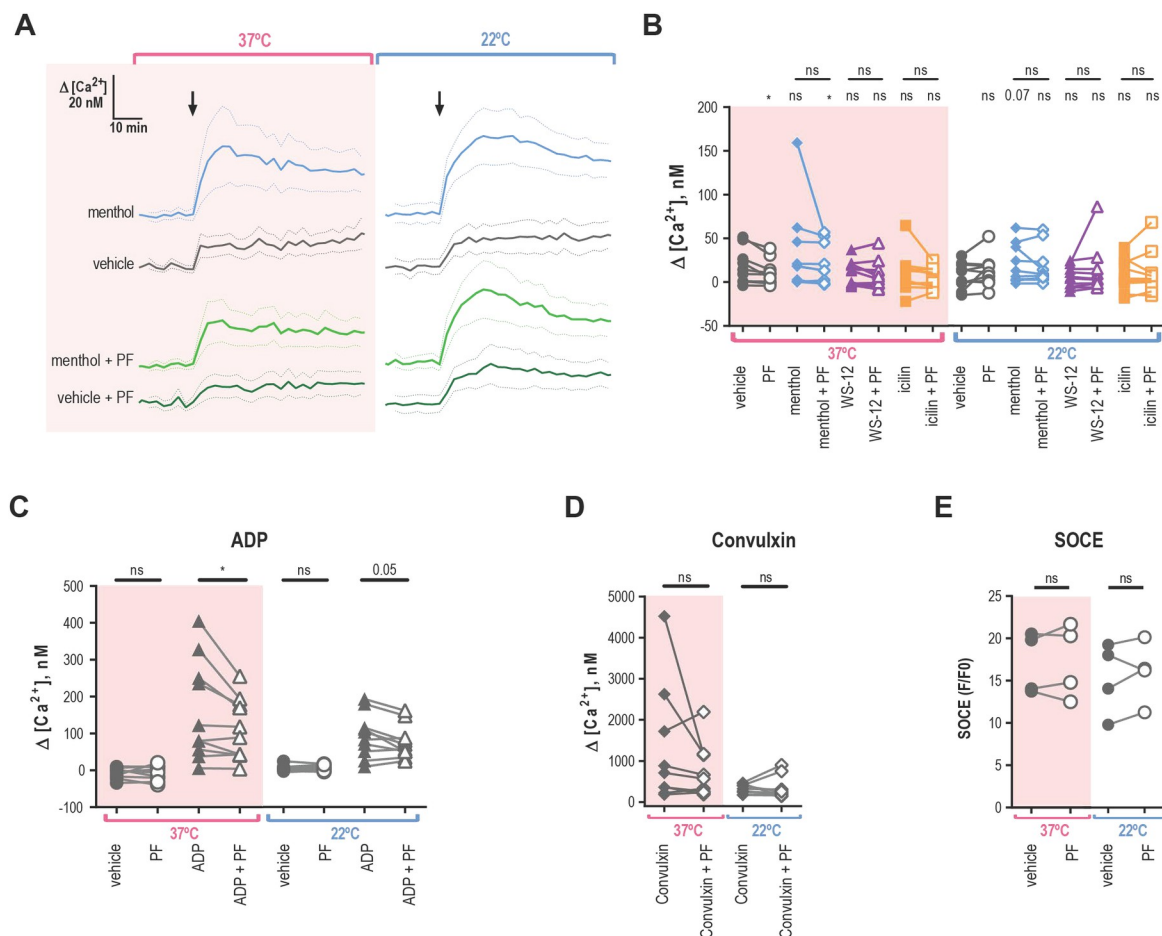 A
37ºC
22ºC
Δ [Ca²⁺]
20 nM
10 min
menthol
vehicle
menthol + PF
vehicle + PF
B
ns ns ns ns ns ns
* ns * ns ns ns ns ns 0.07 ns ns ns ns ns
Δ [Ca²⁺], nM
200
150
100
50
0
-50
37ºC
22ºC
vehicle
PF
menthol
menthol + PF
WS-12
WS-12 + PF
icilin
icilin + PF
vehicle
PF
menthol
menthol + PF
WS-12
WS-12 + PF
icilin
icilin + PF
C
ADP
ns * ns 0.05
Δ [Ca²⁺], nM
500
400
300
200
100
0
-100
37ºC
22ºC
vehicle
PF
ADP
ADP + PF
vehicle
PF
ADP
ADP + PF
D
Convulxin
ns ns
Δ [Ca²⁺], nM
5000
4000
3000
2000
1000
0
37ºC
22ºC
Convulxin
Convulxin + PF
Convulxin
Convulxin + PF
E
SOCE
ns ns
SOCE (F/F0)
25
20
15
10
5
0
37ºC
22ºC
vehicle
PF
vehicle
PF